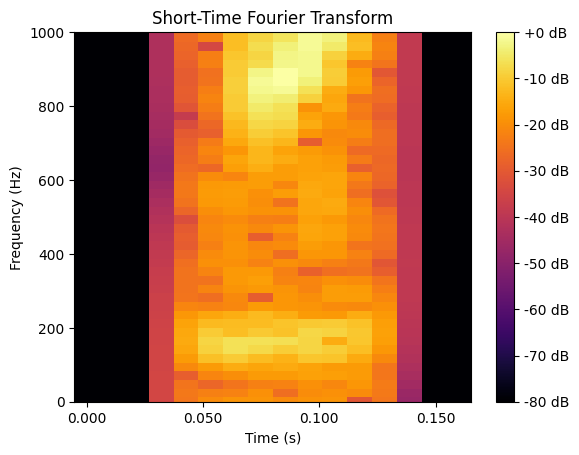 Short-Time Fourier Transform
1000
800
600
400
200
0
Frequency (Hz)
0.000
0.050
0.100
0.150
Time (s)
+0 dB
-10 dB
-20 dB
-30 dB
-40 dB
-50 dB
-60 dB
-70 dB
-80 dB